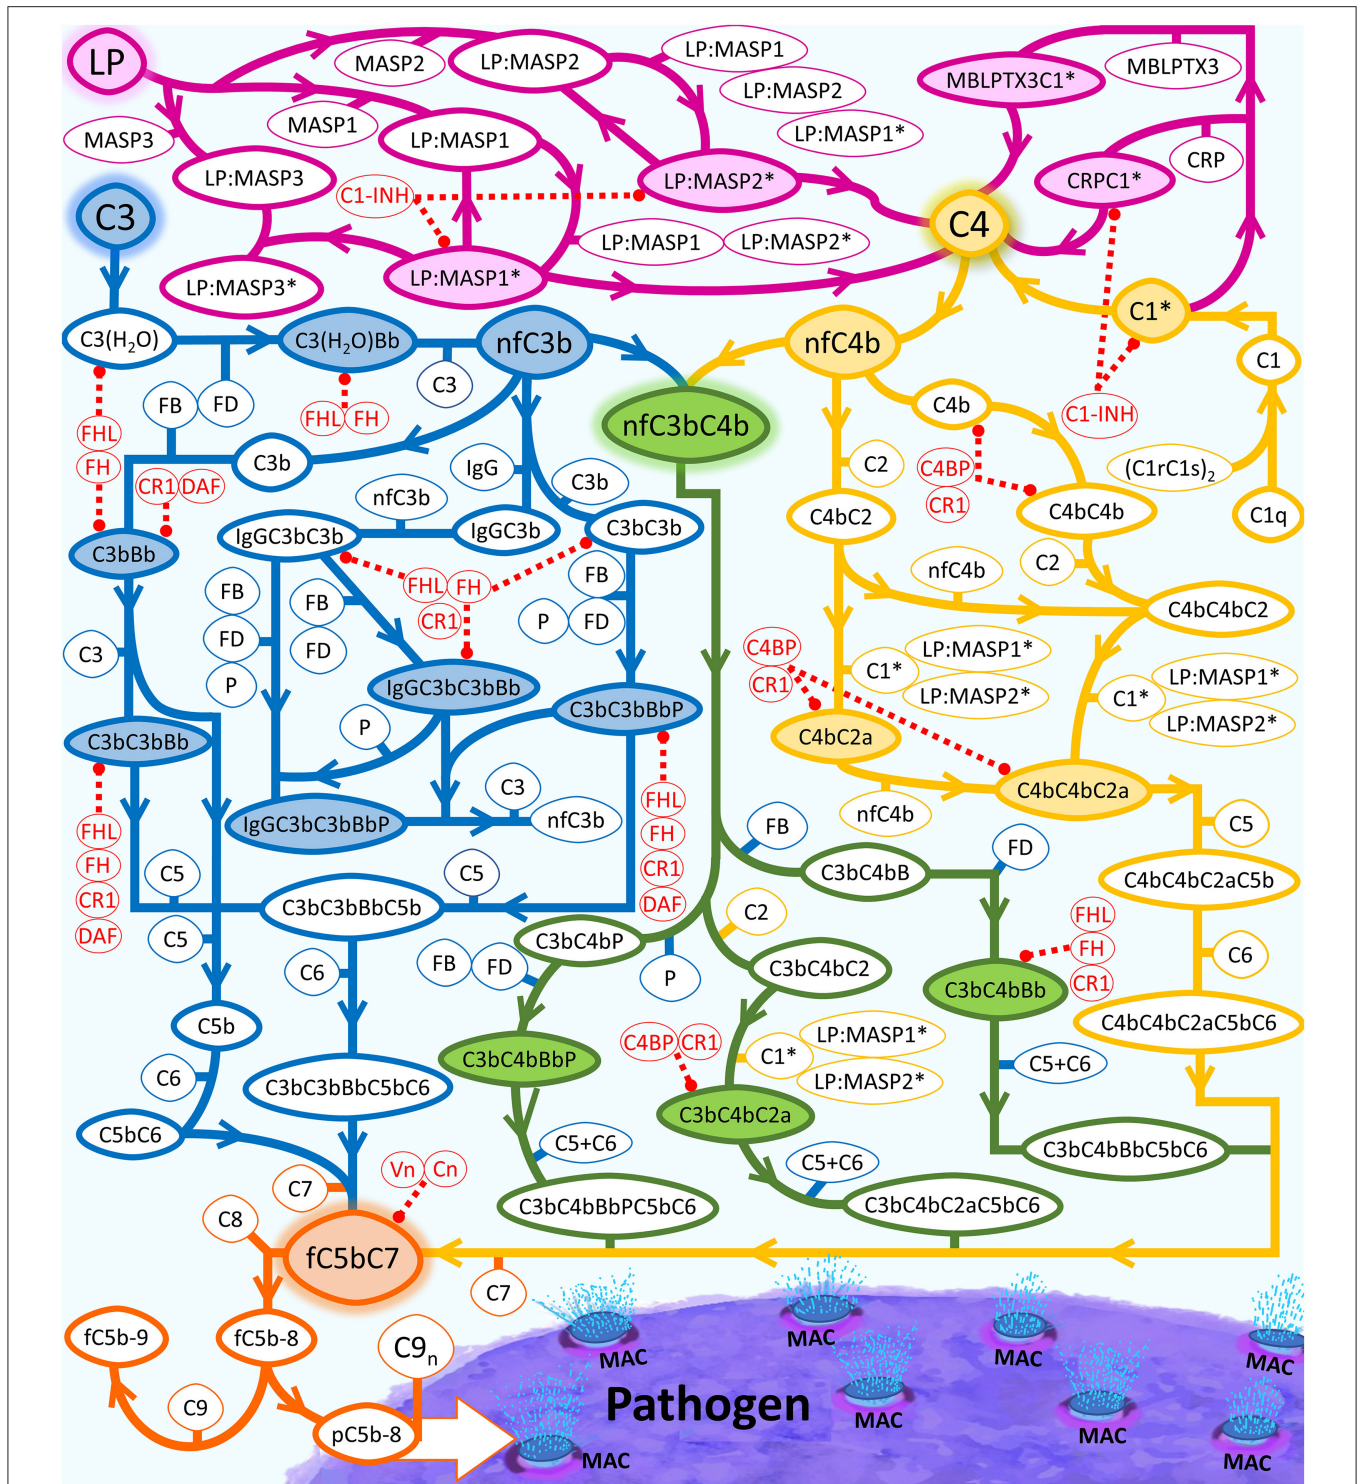 LP
MASP2
LP:MASP2
LP:MASP1
LP:MASP2
LP:MASP1*
MBLPTX3C1*
MBLPTX3
MASP3
MASP1
LP:MASP1
LP:MASP3
C1-INH
LP:MASP2*
CRPC1*
CRP
C3
C4
LP:MASP1
LP:MASP2*
LP:MASP3*
LP:MASP1*
C1*
C3(H2O)
C3(H2O)Bb
nfC3b
nfC4b
C1
C3
FB
FD
FHL
FH
C4b
C1-INH
nfC3bC4b
FHL
FH
C3b
IgG
C3b
C2
C4BP
CR1
(C1rC1s)2
CR1
DAF
nfC3b
C4bC2
C4bC4b
C1q
IgGC3bC3b
IgGC3b
C3bC3b
C3bBb
C2
nfC4b
C4bC4bC2
FB
FB
FHL
FH
CR1
FB
P
FD
FD
FD
P
C3
C4BP
CR1
C1*
LP:MASP1*
LP:MASP2*
C1*
LP:MASP1*
LP:MASP2*
IgGC3bC3bBb
C3bC3bBbP
C3bC3bBb
P
C4bC2a
C4bC4bC2a
IgGC3bC3bBbP
C3
nfC3b
FHL
FH
CR1
DAF
nfC4b
C5
FHL
FH
CR1
DAF
FB
FD
C3bC4bB
C4bC4bC2aC5b
C5
C5
C5
C3bC3bBbC5b
C2
FHL
FH
CR1
C6
C3bC4bP
FB
FD
P
C3bC4bC2
C3bC4bBb
C6
C5b
C4bC4bC2aC5bC6
C4BP
CR1
C1*
LP:MASP1*
LP:MASP2*
C5+C6
C3bC4bBbP
C6
C3bC3bBbC5bC6
C3bC4bC2a
C5bC6
C5+C6
C5+C6
C3bC4bBbC5bC6
Vn
Cn
C7
C3bC4bBbPC5bC6
C3bC4bC2aC5bC6
C8
fC5bC7
C7
fC5b-9
fC5b-8
C9n
C9
pC5b-8
Pathogen
MAC
MAC
MAC
MAC
MAC
MAC
MAC
MAC